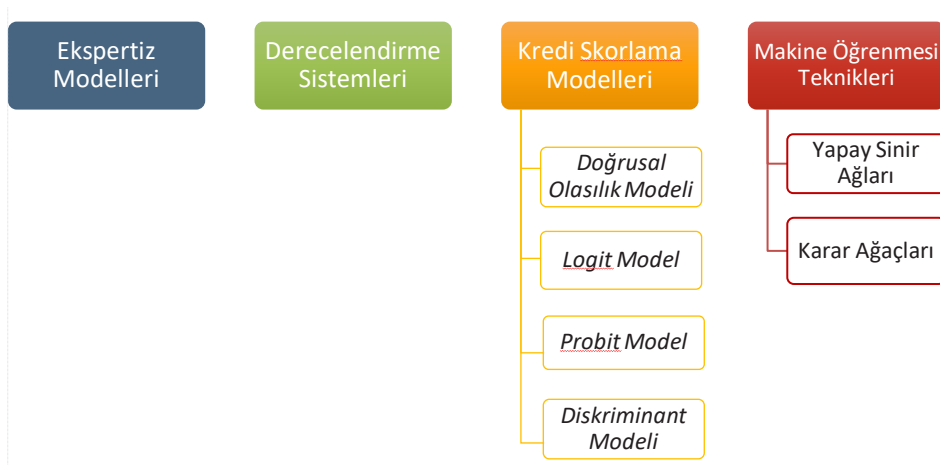 Ekspertiz
Modelleri
Derecelendirme
Sistemleri
Kredi Skorlama
Modelleri
Doğrusal
Olasılık Modeli
Logit Model
Probit Model
Diskriminant
Modeli
Makine Öğrenmesi
Teknikleri
Yapay Sinir
Ağları
Karar Ağaçları